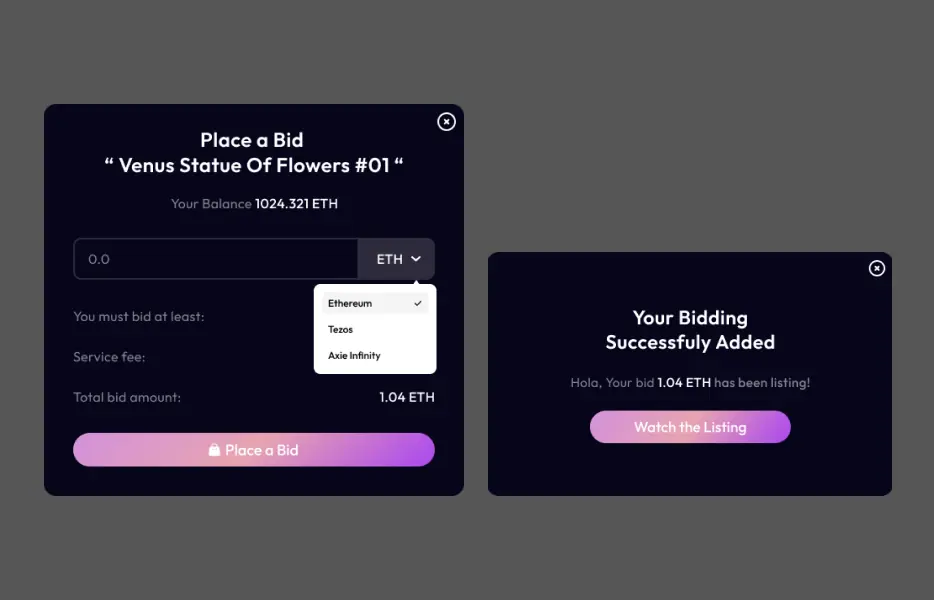 Place a Bid
“ Venus Statue Of Flowers #01 “
Your Balance 1024.321 ETH
0.0
ETH
Ethereum
Tezos
Axie Infinity
You must bid at least:
Service fee:
Total bid amount:
1.04 ETH
Place a Bid
Your Bidding
Successfuly Added
Hola, Your bid 1.04 ETH has been listing!
Watch the Listing